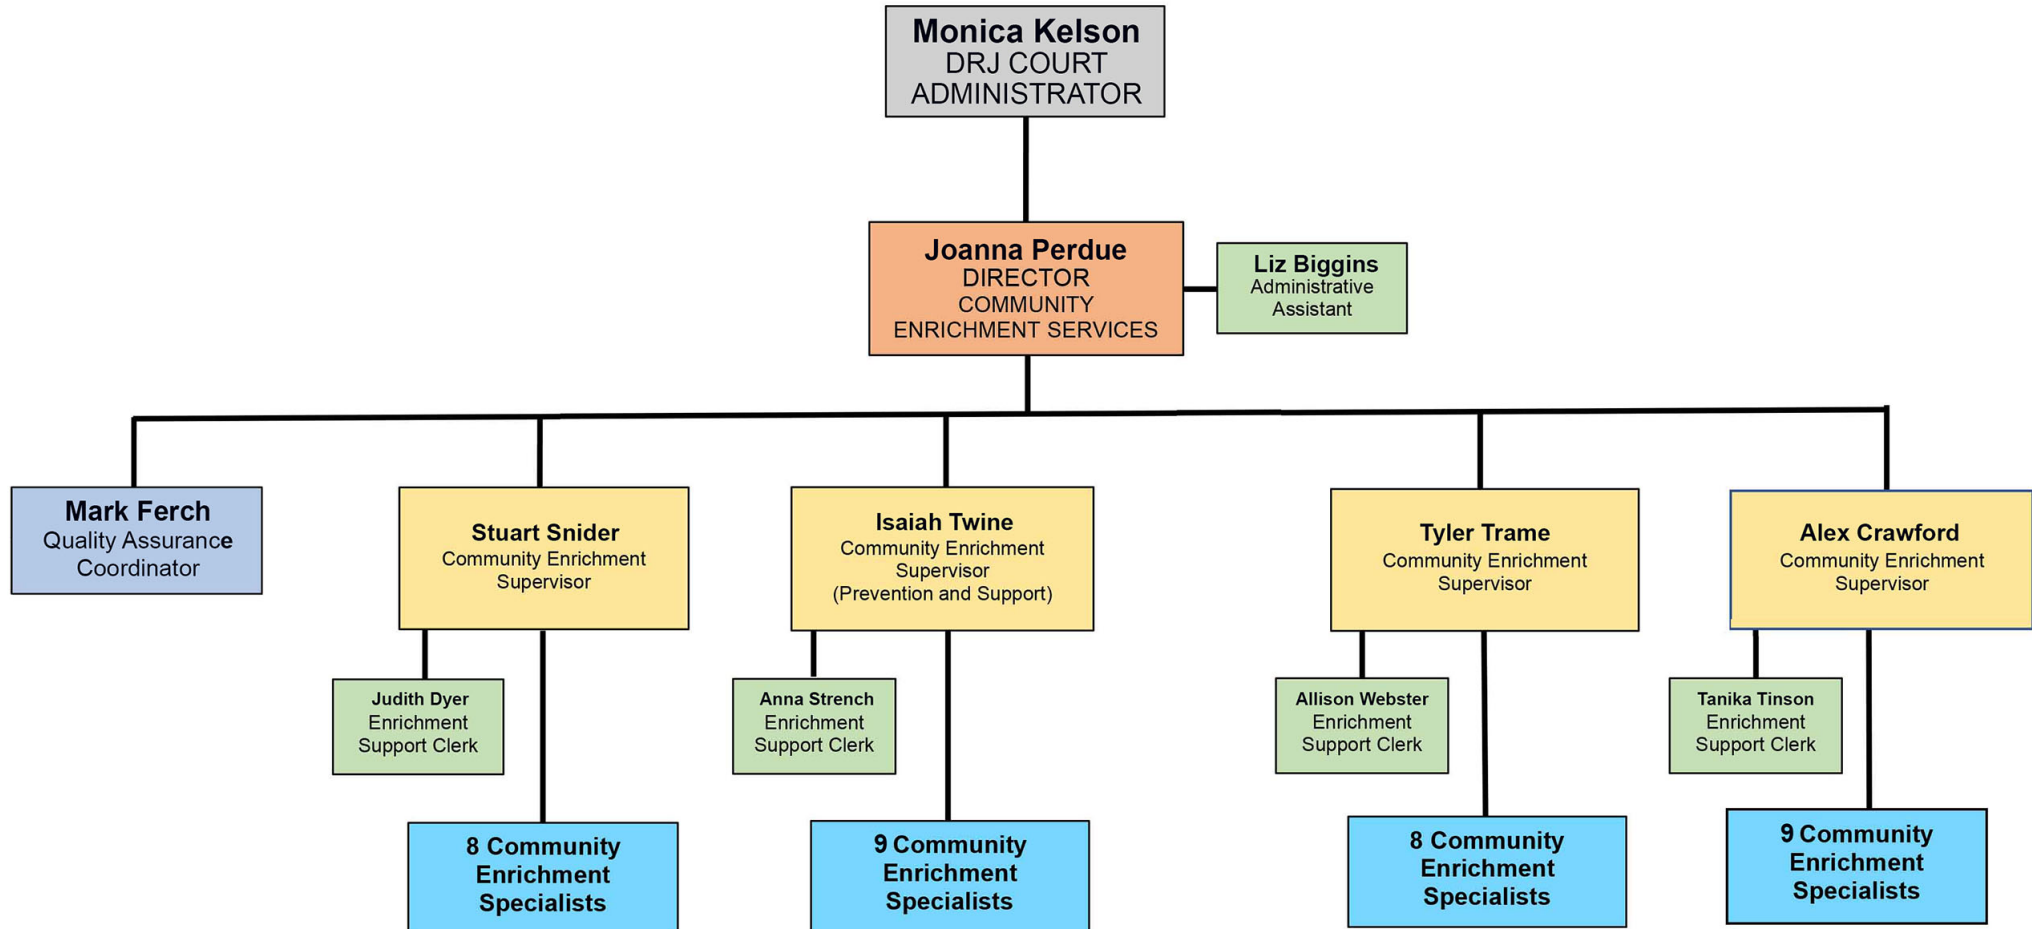 Monica Kelson
DRJ COURT
ADMINISTRATOR
Joanna Perdue
DIRECTOR
COMMUNITY
ENRICHMENT SERVICES
Liz Biggins
Administrative
Assistant
Mark Ferch
Quality Assurance
Coordinator
Stuart Snider
Community Enrichment
Supervisor
Isaiah Twine
Community Enrichment
Supervisor
(Prevention and Support)
Tyler Trame
Community Enrichment
Supervisor
Alex Crawford
Community Enrichment
Supervisor
Judith Dyer
Enrichment
Support Clerk
Anna Strench
Enrichment
Support Clerk
Allison Webster
Enrichment
Support Clerk
Tanika Tinson
Enrichment
Support Clerk
8 Community
Enrichment
Specialists
9 Community
Enrichment
Specialists
8 Community
Enrichment
Specialists
9 Community
Enrichment
Specialists